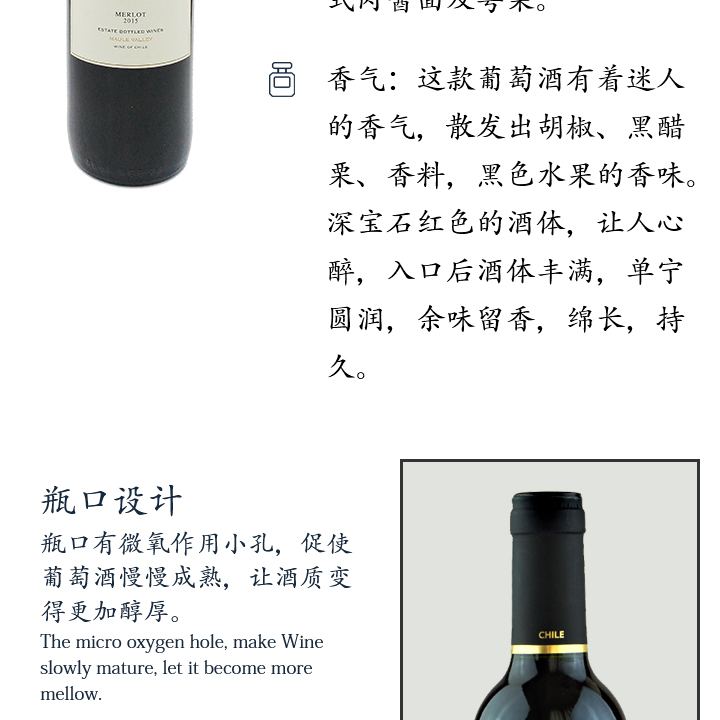 MERLOT
2015
ESTATE BOTTLED WINES
MAULE VALLEY
WINE OF CHILE
香气：这款葡萄酒有着迷人
的香气，散发出胡椒、黑醋
栗、香料，黑色水果的香味。
深宝石红色的酒体，让人心
醉，入口后酒体丰满，单宁
圆润，余味留香，绵长，持
久。
瓶口设计
瓶口有微氧作用小孔，促使
葡萄酒慢慢成熟，让酒质变
得更加醇厚。
The micro oxygen hole, make Wine
slowly mature, let it become more
mellow.
CHILE